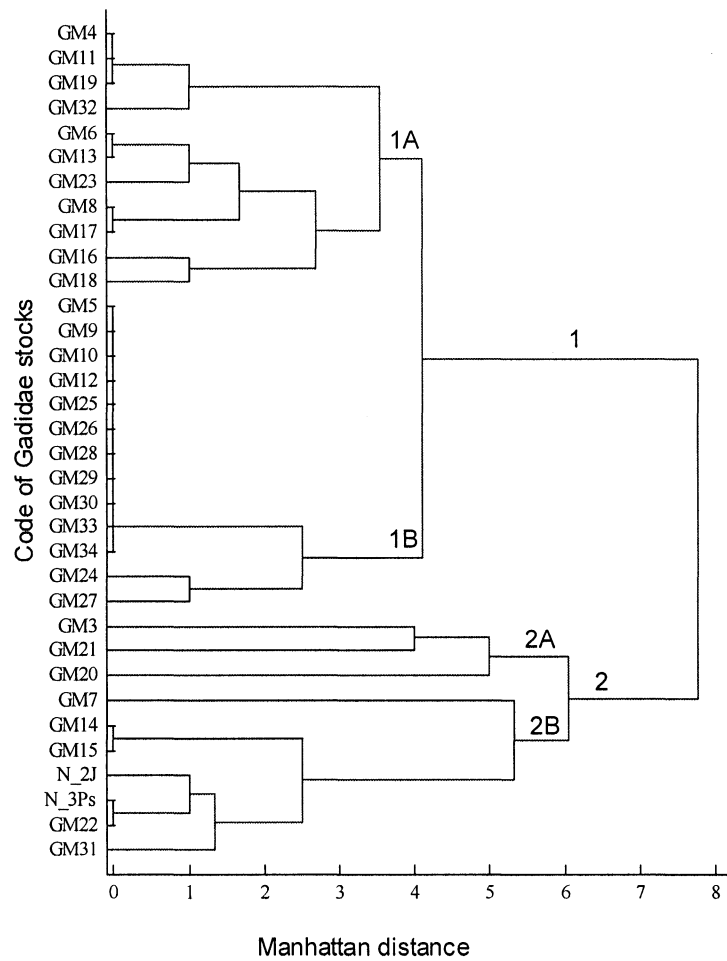 GM4
GM11
GM19
GM32
GM6
1A
GM13
GM23
GM8
GM17
GM16
GM18
GM5
GM9
1
GM10
GM12
GM25
GM26
GM28
GM29
GM30
GM33
1B
GM34
GM24
GM27
GM3
2A
GM21
GM20
2
GM7
2B
GM14
GM15
N_2J
N_3Ps
GM22
GM31
Code of Gadidae stocks
0 1 2 3 4 5 6 7 8
Manhattan distance